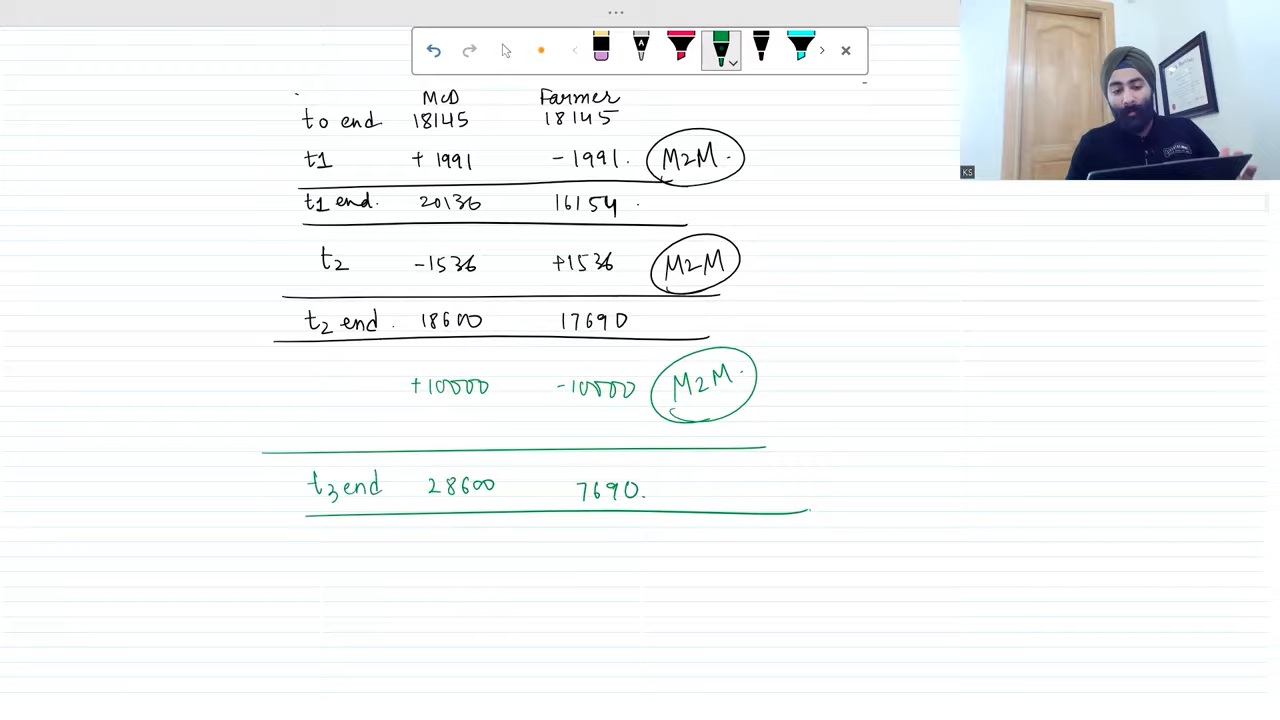 McD Farmer
t0 end 18145 18145
t1 + 1991 - 1991. M2M.
t1 end. 20136 16154.
t2 -1536 +1536 M2M
t2 end. 18600 17690
+10000 -10000 M2M.
t3 end 28600 7690.
KS